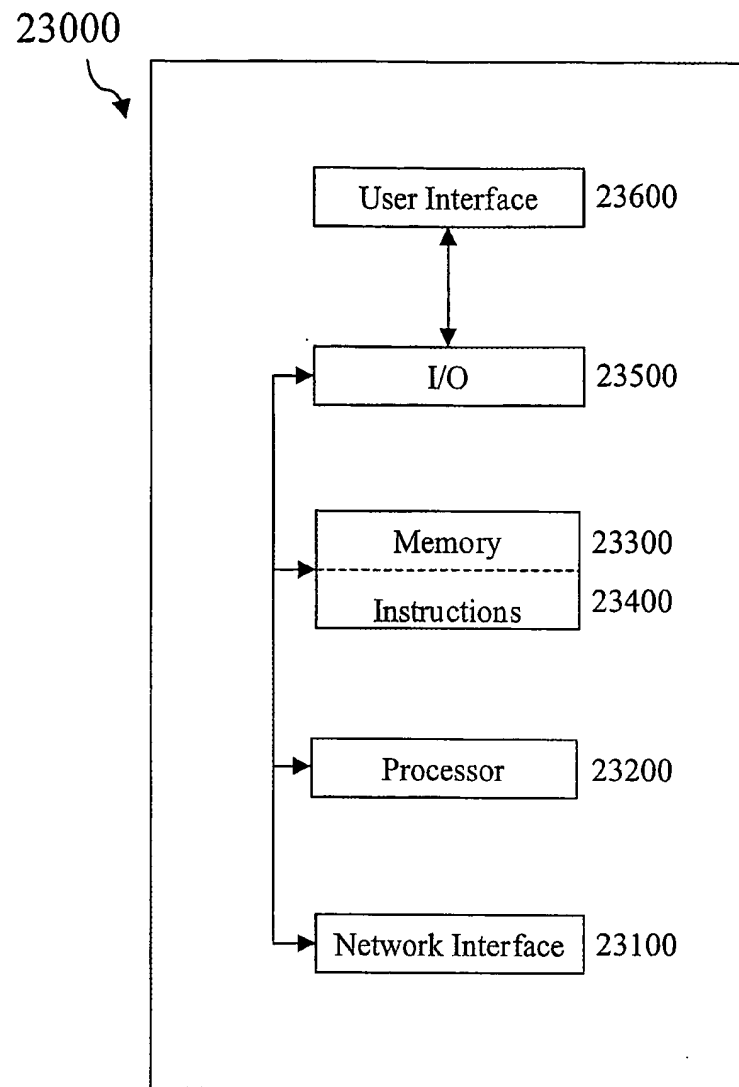 23000
User Interface 23600
I/O 23500
Memory 23300
Instructions 23400
Processor 23200
Network Interface 23100